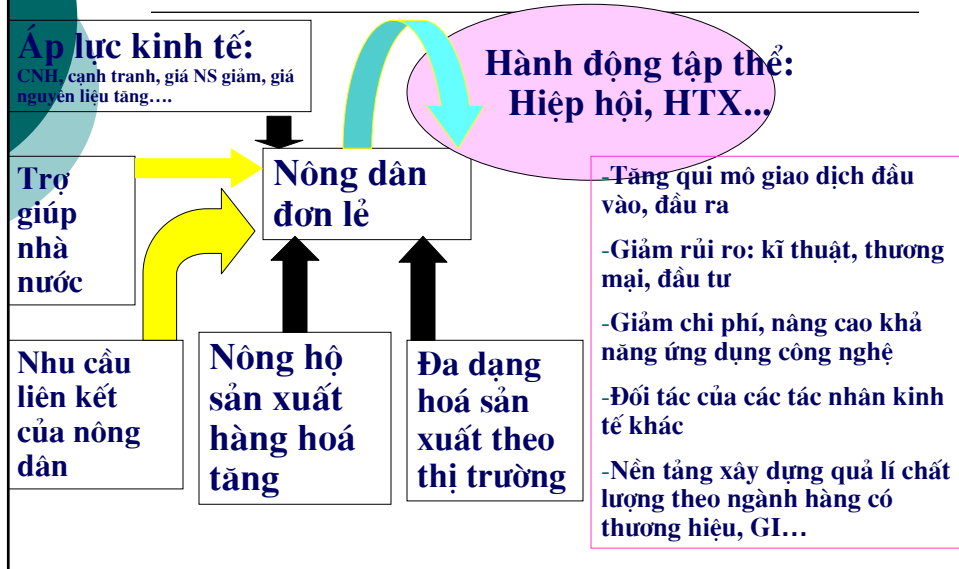 Áp lực kinh tế:
CNH, cạnh tranh, giá NS giảm, giá
nguyên liệu tăng….
Hành động tập thể:
Hiệp hội, HTX...
Trợ
giúp
nhà
nước
Nông dân
đơn lẻ
Nhu cầu
liên kết
của nông
dân
Nông hộ
sản xuất
hàng hoá
tăng
Đa dạng
hoá sản
xuất theo
thị trường
-Tăng qui mô giao dịch đầu
vào, đầu ra
-Giảm rủi ro: kĩ thuật, thương
mại, đầu tư
-Giảm chi phí, nâng cao khả
năng ứng dụng công nghệ
-Đối tác của các tác nhân kinh
tế khác
-Nền tảng xây dựng quả lí chất
lượng theo ngành hàng có
thương hiệu, GI…